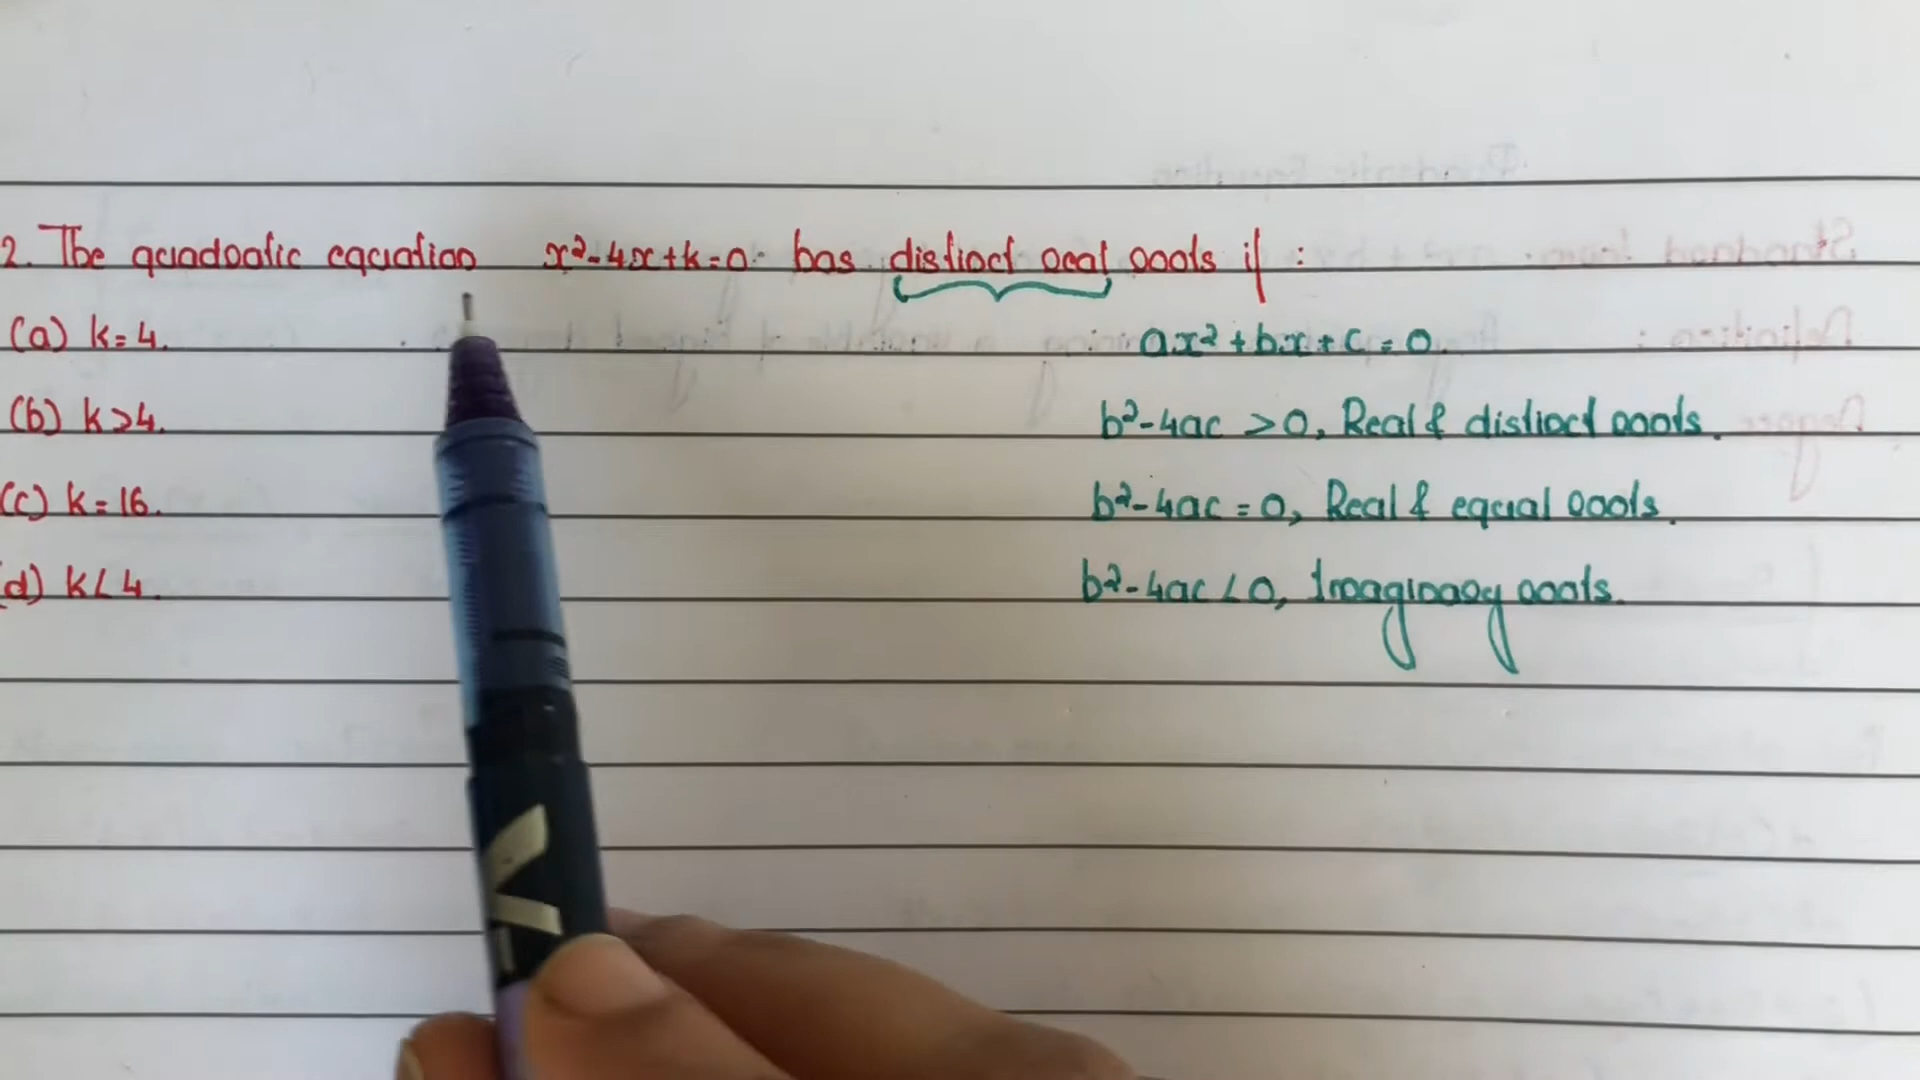 2. The quadratic equation x²-4x+k=0 has distinct real roots if :
(a) k=4.
(b) k>4.
(c) k=16.
(d) k<4.
ax²+bx+c=0.
b²-4ac >0, Real & distinct roots.
b²-4ac =0, Real & equal roots.
b²-4ac <0, Imaginary roots.